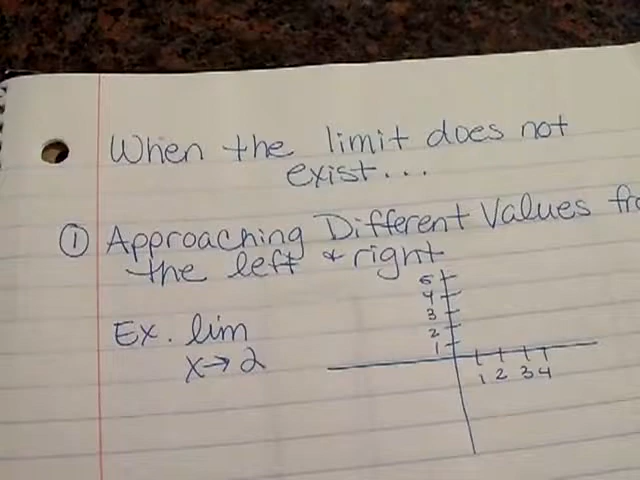 When the limit does not
exist...
① Approaching Different Values
the left & right
Ex. lim
x→2
5
4
3
2
1
1 2 3 4